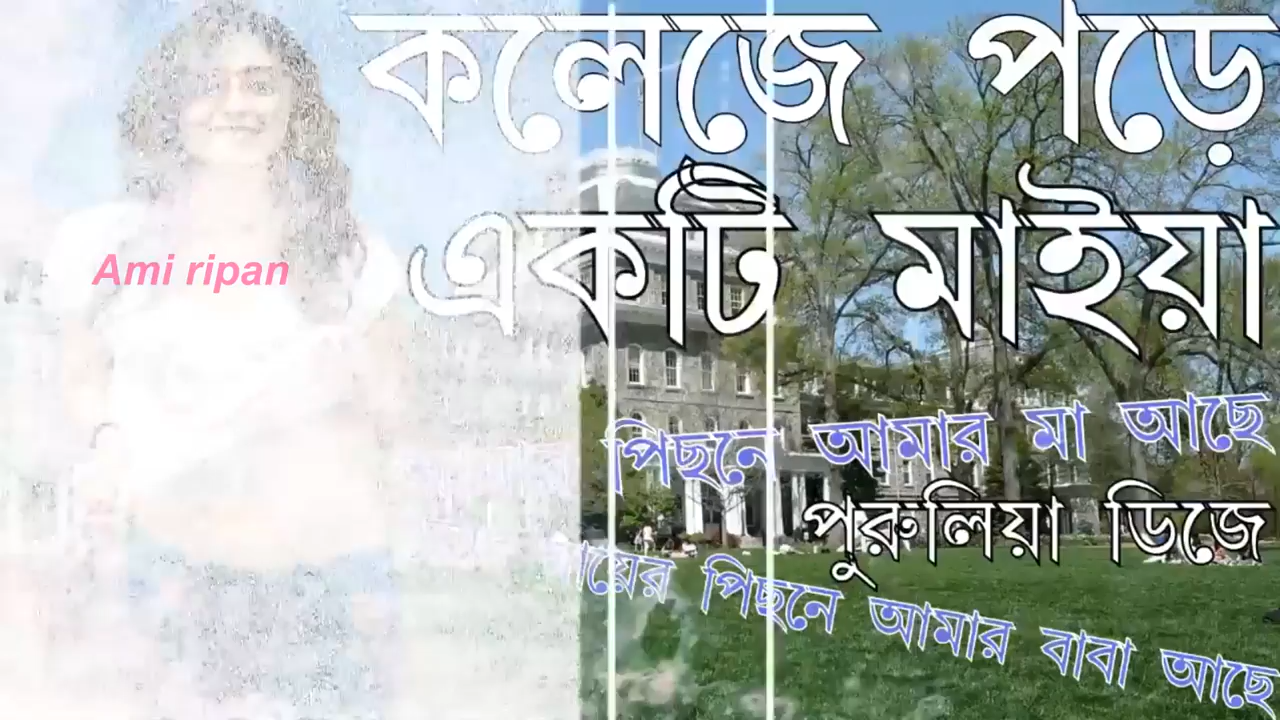 কলেজে পড়ে
একটি মাইয়া
Ami ripan
পিছনে আমার মা আছে
পুরুলিয়া ডিজে
পিছনে আমার বাবা আছে